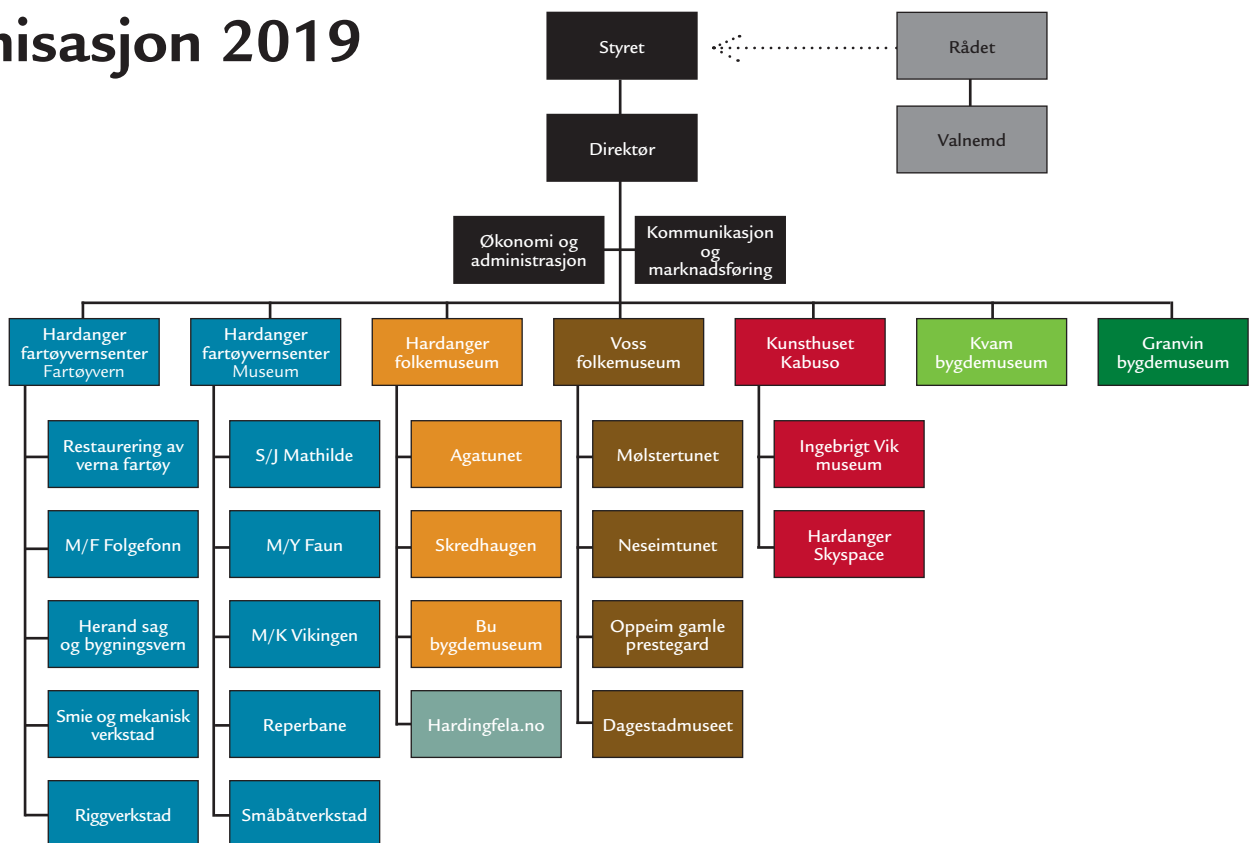 nisasjon 2019
Styret
Rådet
Direktør
Valnemd
Økonomi og
administrasjon
Kommunikasjon
og
marknadsføring
Hardanger
fartøyvernsenter
Fartøyvern
Hardanger
fartøyvernsenter
Museum
Hardanger
folkemuseum
Voss
folkemuseum
Kunsthuset
Kabuso
Kvam
bygdemuseum
Granvin
bygdemuseum
Restaurering av
verna fartøy
S/J Mathilde
Agatunet
Mølstertunet
Ingebrigt Vik
museum
M/F Folgefonn
M/Y Faun
Skredhaugen
Neseimtunet
Hardanger
Skyspace
Herand sag
og bygningsvern
M/K Vikingen
Bu
bygdemuseum
Oppeim gamle
prestegard
Smie og mekanisk
verkstad
Reperbane
Hardingfela.no
Dagestadmuseet
Riggverkstad
Småbåtverkstad